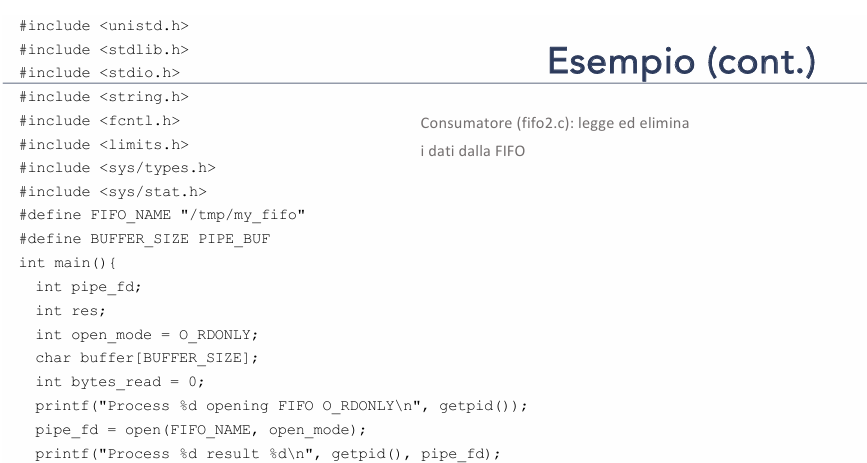 Esempio (cont.)
Consumatore (fifo2.c): legge ed elimina
i dati dalla FIFO
#include <unistd.h>
#include <stdlib.h>
#include <stdio.h>
#include <string.h>
#include <fcntl.h>
#include <limits.h>
#include <sys/types.h>
#include <sys/stat.h>
#define FIFO_NAME "/tmp/my_fifo"
#define BUFFER_SIZE PIPE_BUF
int main(){
int pipe_fd;
int res;
int open_mode = O_RDONLY;
char buffer[BUFFER_SIZE];
int bytes_read = 0;
printf("Process %d opening FIFO O_RDONLY\n", getpid());
pipe_fd = open(FIFO_NAME, open_mode);
printf("Process %d result %d\n", getpid(), pipe_fd);